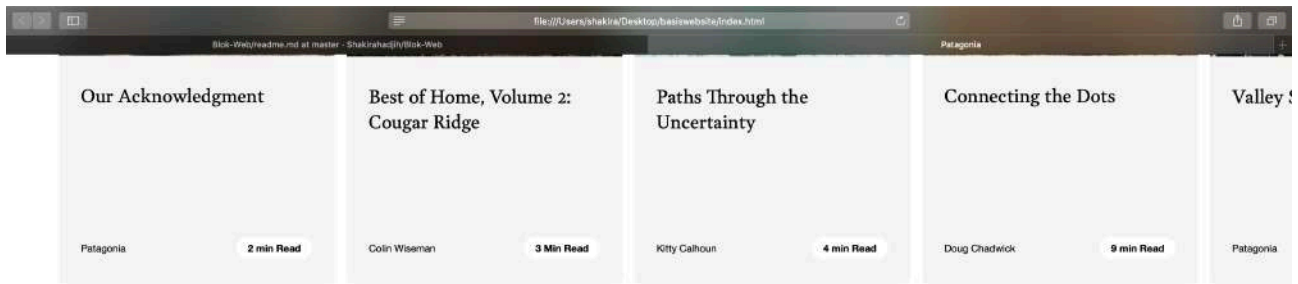 file:///Users/shakira/Desktop/basiswebsite/index.html
Blok-Web/readme.md at master · Shakirahadjih/Blok-Web
Patagonia
Our Acknowledgment
Best of Home, Volume 2:
Cougar Ridge
Paths Through the
Uncertainty
Connecting the Dots
Valley
Patagonia
2 min Read
Colin Wiseman
3 Min Read
Kitty Calhoun
4 min Read
Doug Chadwick
9 min Read
Patagonia